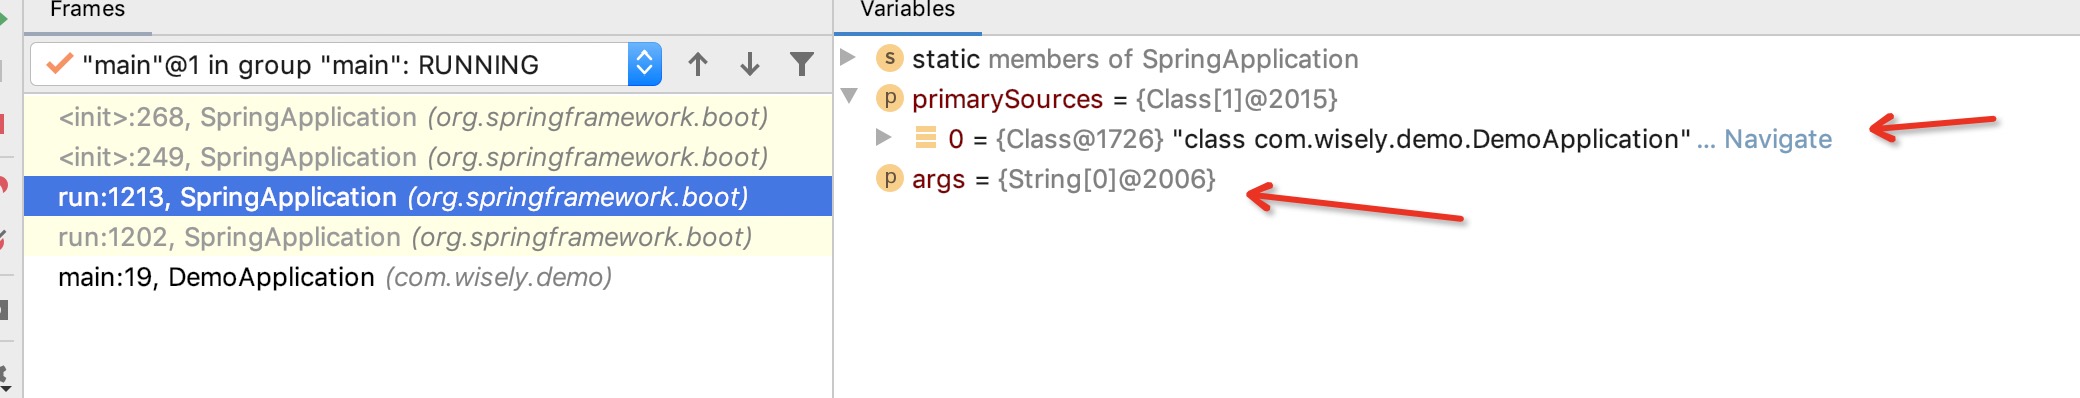 Frames
"main"@1 in group "main": RUNNING
<init>:268, SpringApplication (org.springframework.boot)
<init>:249, SpringApplication (org.springframework.boot)
run:1213, SpringApplication (org.springframework.boot)
run:1202, SpringApplication (org.springframework.boot)
main:19, DemoApplication (com.wisely.demo)
Variables
s static members of SpringApplication
p primarySources = {Class[1]@2015}
0 = {Class@1726} "class com.wisely.demo.DemoApplication" ... Navigate
p args = {String[0]@2006}